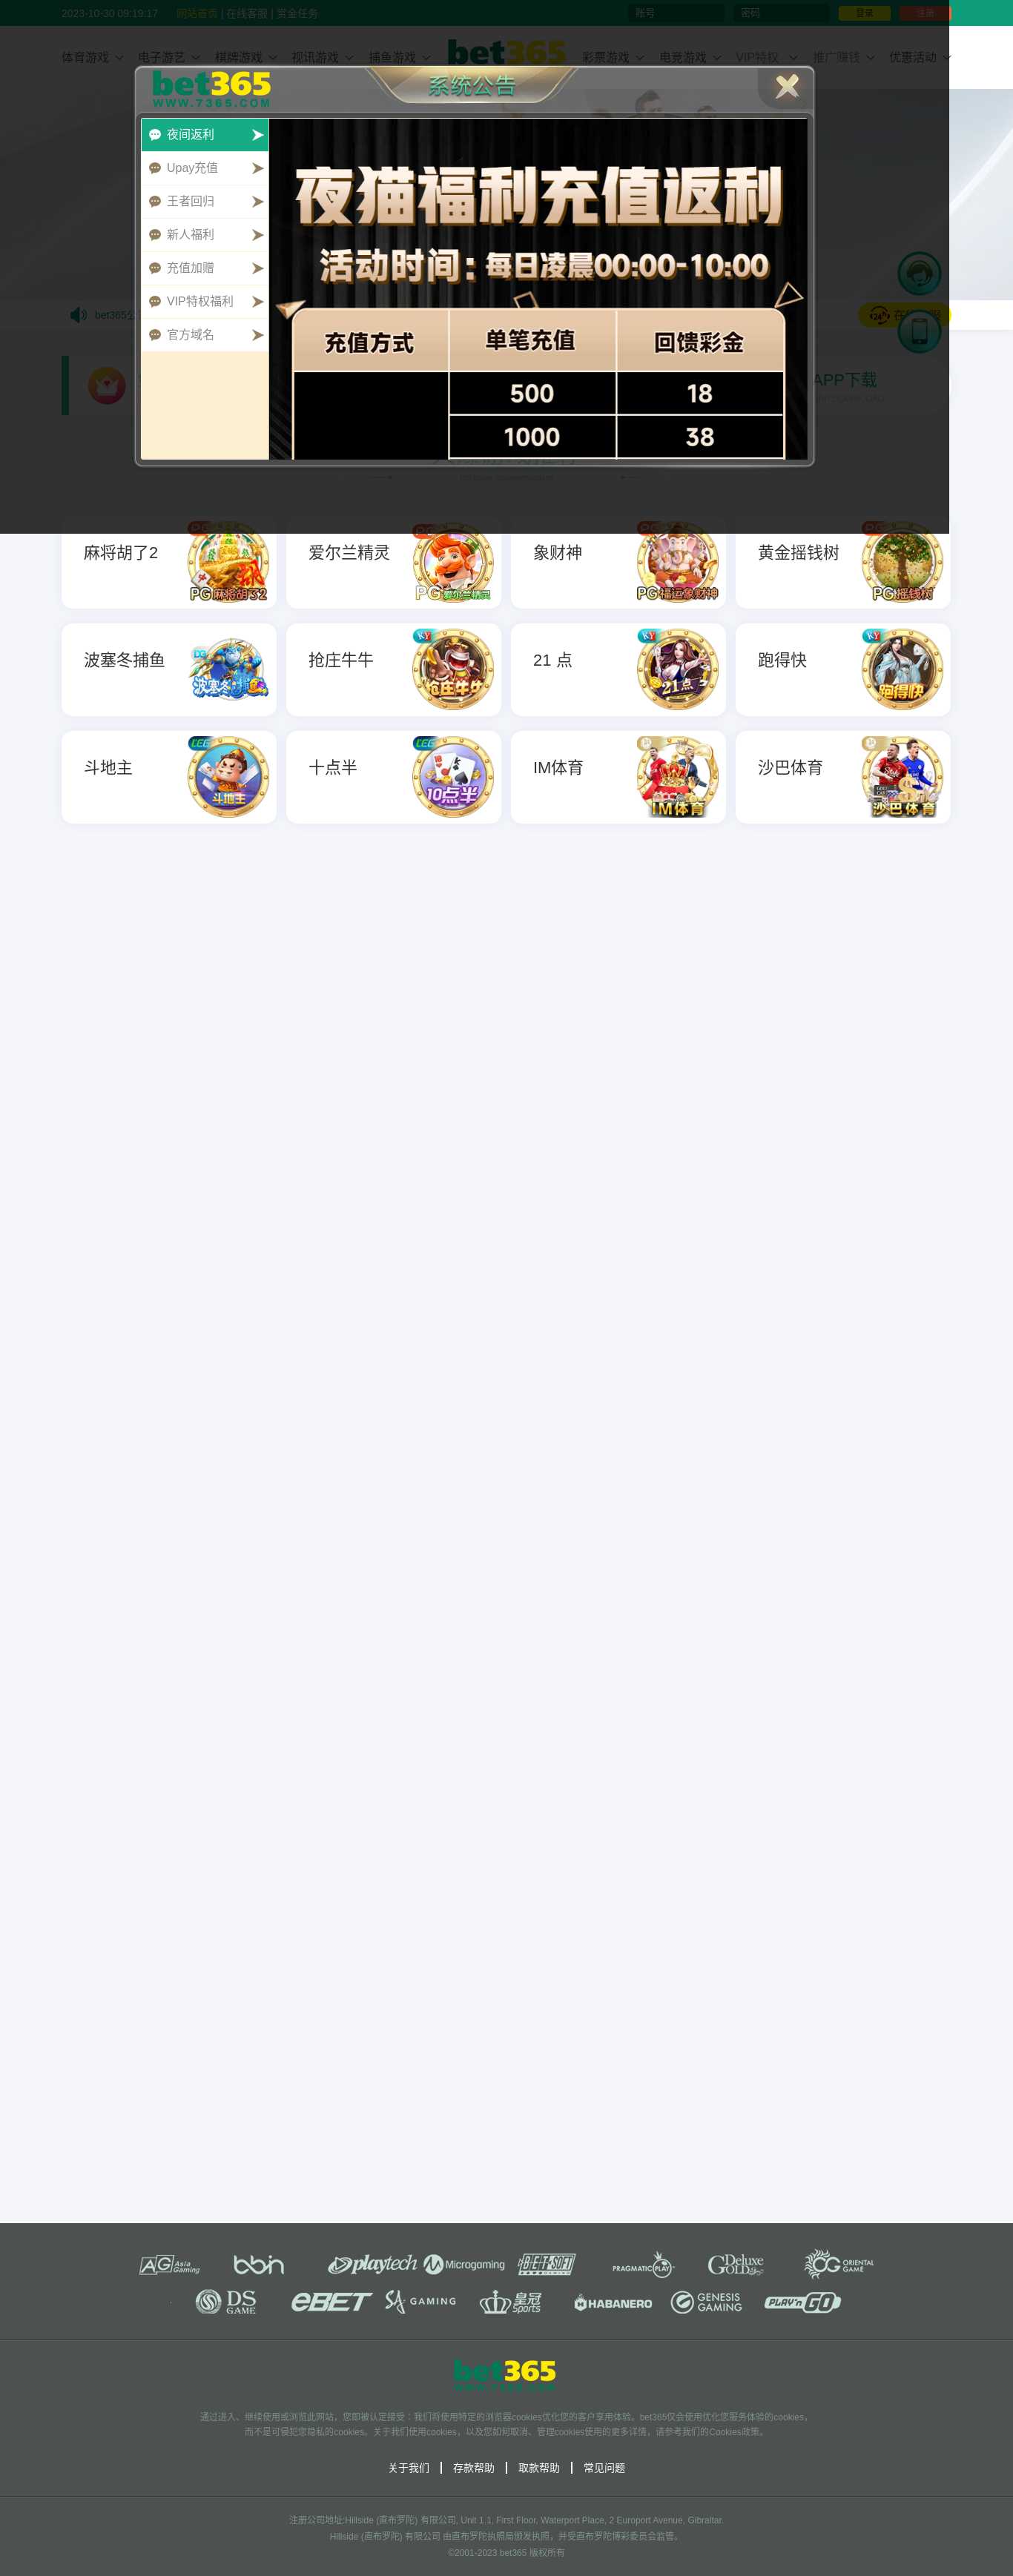 2023-10-30 09:19:17 网站首页 | 在线客服 | 赏金任务
账号
密码
登录
注册
体育游戏
电子游艺
棋牌游戏
视讯游戏
捕鱼游戏
bet365
彩票游戏
电竞游戏
VIP特权
推广赚钱
优惠活动
bet365
WWW.7365.COM
系统公告
夜间返利
Upay充值
王者回归
新人福利
充值加赠
VIP特权福利
官方域名
夜猫福利充值返利
活动时间:每日凌晨00:00-10:00
充值方式 单笔充值 回馈彩金
500 18
1000 38
bet365公
APP下载
麻将胡了2
PG麻将胡了2
爱尔兰精灵
PG爱尔兰精灵
象财神
PG福运象财神
黄金摇钱树
PG摇钱树
波塞冬捕鱼
波塞冬捕鱼
抢庄牛牛
KY
抢庄牛牛
21 点
KY
21点
跑得快
KY
跑得快
斗地主
LEG
斗地主
十点半
LEG
10点半
IM体育
IM体育
沙巴体育
沙巴体育
AG Asia Gaming
bbin
playtech
Microgaming
BETSOFT
PRAGMATIC PLAY
Gold Deluxe
OG ORIENTAL GAME
DS GAME
eBET
SA GAMING
皇冠 Sports
HABANERO
GENESIS GAMING
PLAY'n GO
bet365
WWW.7365.COM
通过进入、继续使用或浏览此网站，您即被认定接受：我们将使用特定的浏览器cookies优化您的客户享用体验。bet365仅会使用优化您服务体验的cookies，
而不是可侵犯您隐私的cookies。关于我们使用cookies，以及您如何取消、管理cookies使用的更多详情，请参考我们的Cookies政策。
关于我们
存款帮助
取款帮助
常见问题
注册公司地址:Hillside (直布罗陀) 有限公司, Unit 1.1, First Floor, Waterport Place, 2 Europort Avenue, Gibraltar.
Hillside (直布罗陀) 有限公司 由直布罗陀执照局颁发执照，并受直布罗陀博彩委员会监管。
©2001-2023 bet365 版权所有